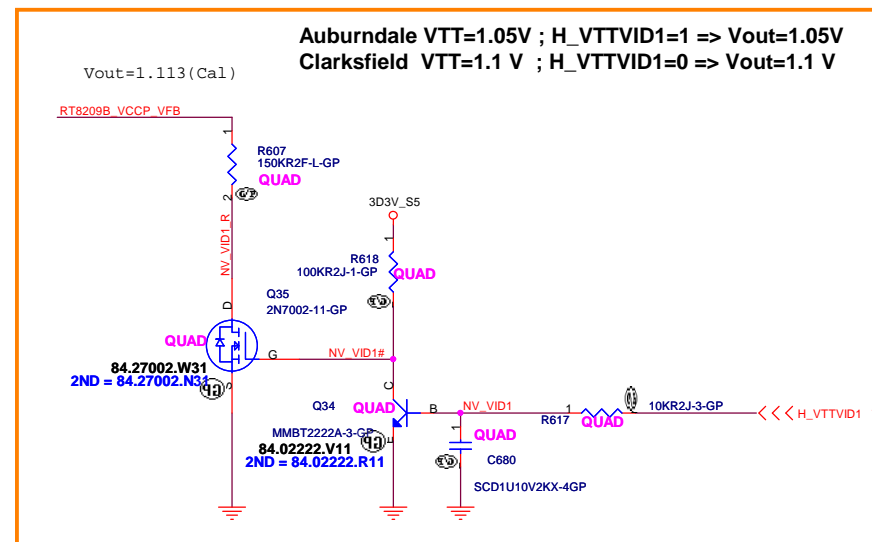 Auburndale VTT=1.05V ; H_VTTVID1=1 => Vout=1.05V
Clarksfield VTT=1.1 V ; H_VTTVID1=0 => Vout=1.1 V
Vout=1.113(Cal)
RT8209B_VCCP_VFB
1
R607
150KR2F-L-GP
QUAD
2
NV_VID1_R
3D3V_S5
1
R618
100KR2J-1-GP
QUAD
D
Q35
2N7002-11-GP
QUAD
G
NV_VID1#
84.27002.W31
2ND = 84.27002.N31
S
GP
C
Q34
QUAD
B
NV_VID1
1
R617
QUAD
10KR2J-3-GP
H_VTTVID1
MMBT2222A-3-GP
E
GP
84.02222.V11
2ND = 84.02222.R11
1
QUAD
C680
SCD1U10V2KX-4GP